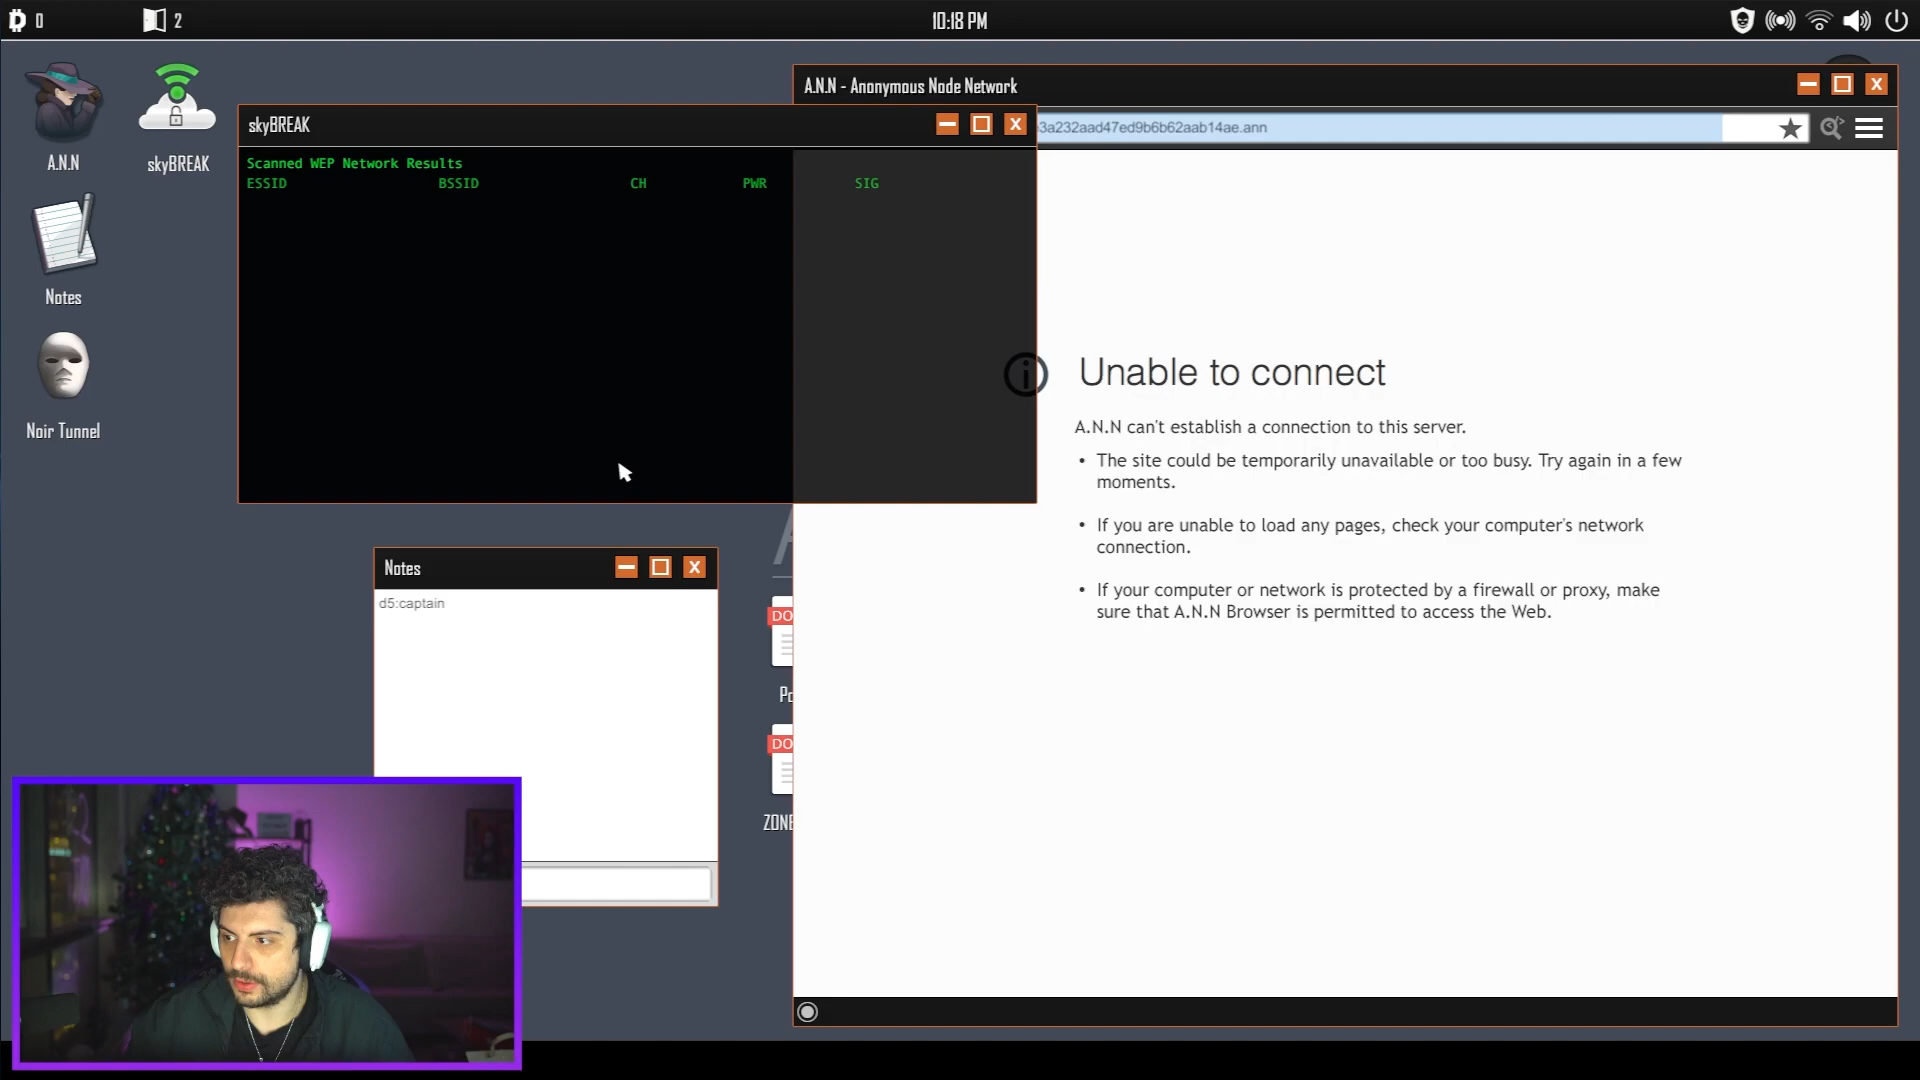 0
2
10:18 PM
A.N.N
skyBREAK
Notes
Noir Tunnel
skyBREAK
Scanned WEP Network Results
ESSID BSSID CH PWR SIG
A.N.N - Anonymous Node Network
3a232aad47ed9b6b62aab14ae.ann
Unable to connect
A.N.N can't establish a connection to this server.
• The site could be temporarily unavailable or too busy. Try again in a few
moments.
• If you are unable to load any pages, check your computer's network
connection.
• If your computer or network is protected by a firewall or proxy, make
sure that A.N.N Browser is permitted to access the Web.
Notes
d5:captain
DO
DO
ZONE